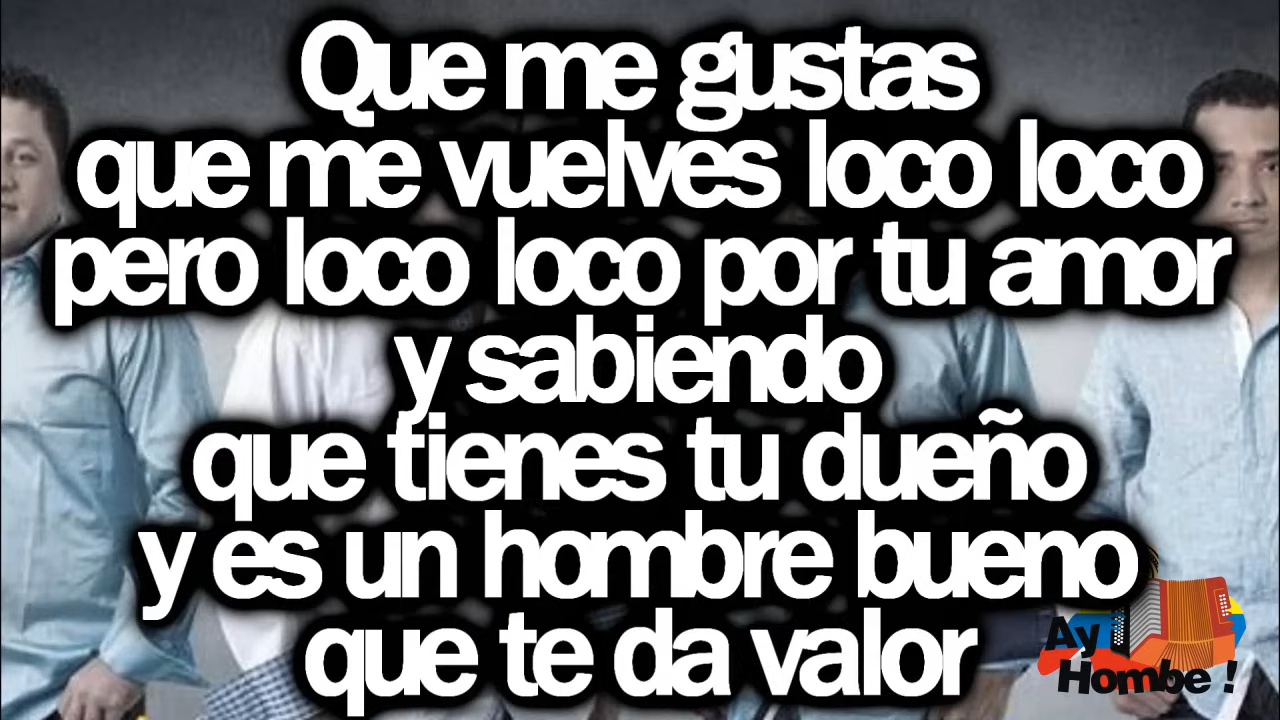 Que me gustas
que me vuelves loco loco
pero loco loco por tu amor
y sabiendo
que tienes tu dueño
y es un hombre bueno
que te da valor
Ay
Hombe !